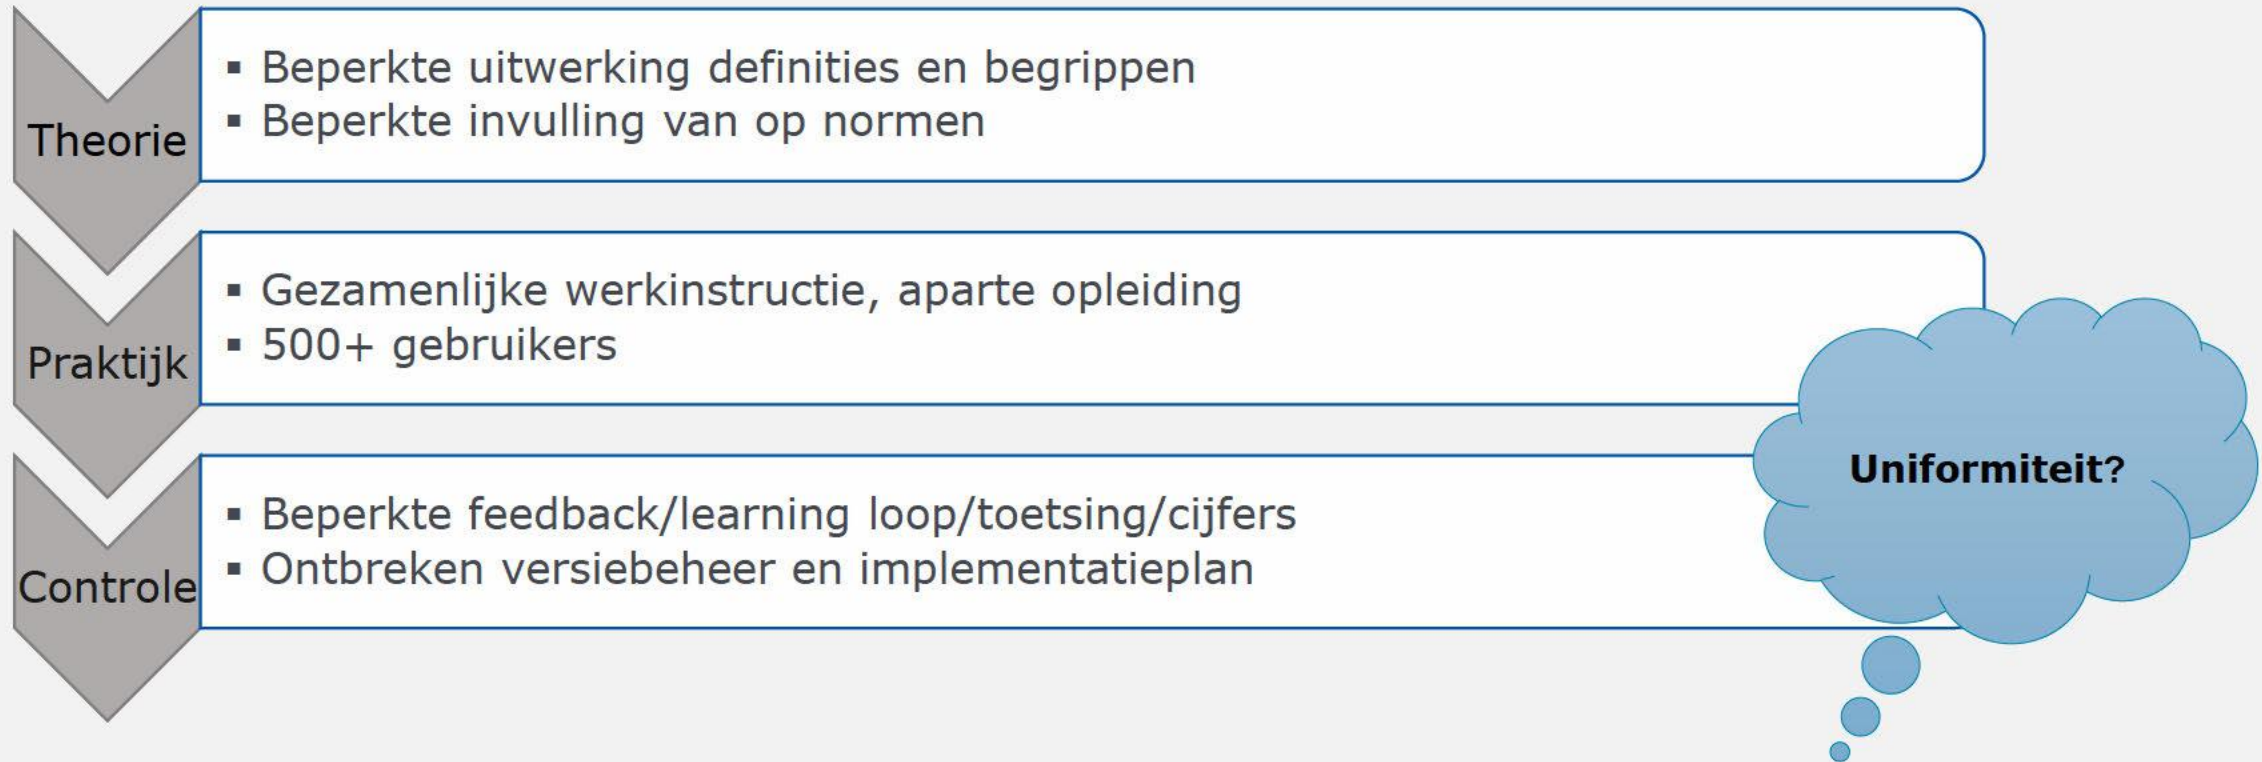 Theorie
▪ Beperkte uitwerking definities en begrippen
▪ Beperkte invulling van op normen
Praktijk
▪ Gezamenlijke werkinstructie, aparte opleiding
▪ 500+ gebruikers
Uniformiteit?
Controle
▪ Beperkte feedback/learning loop/toetsing/cijfers
▪ Ontbreken versiebeheer en implementatieplan